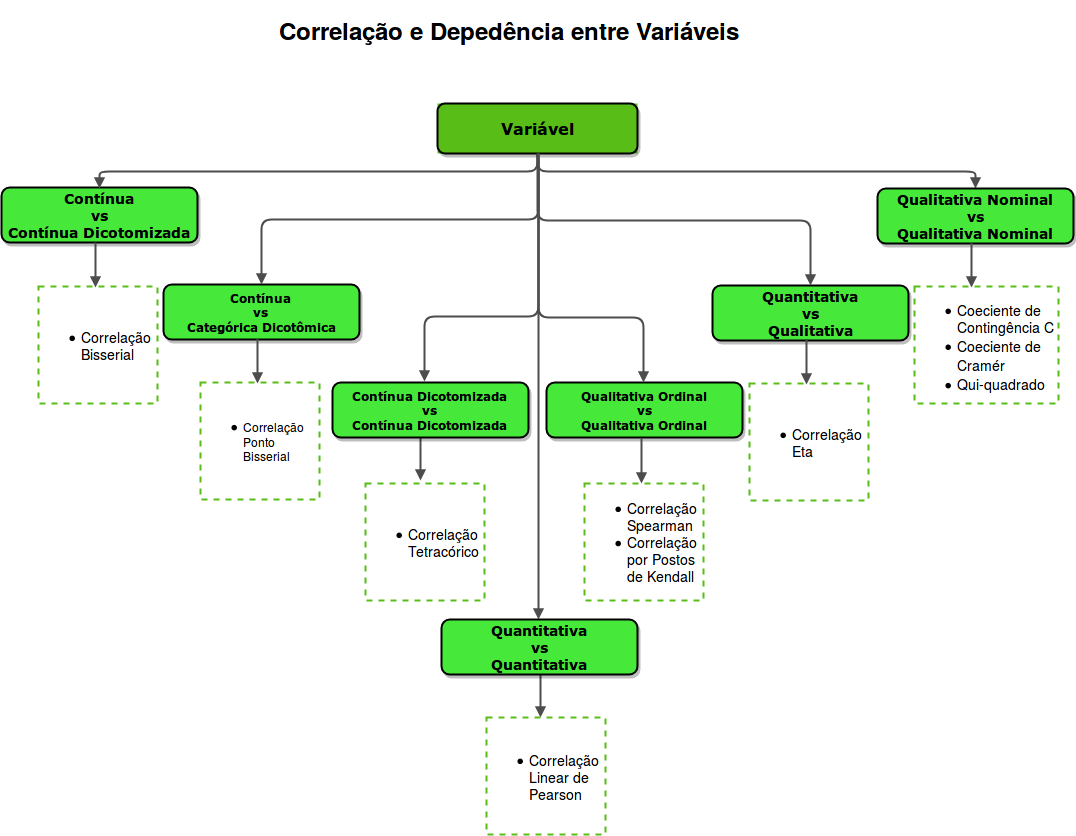 Correlação e Depedência entre Variáveis
Variável
Contínua
vs
Contínua Dicotomizada
• Correlação
Bisserial
Contínua
vs
Categórica Dicotômica
• Correlação
Ponto
Bisserial
Contínua Dicotomizada
vs
Contínua Dicotomizada
• Correlação
Tetracórico
Quantitativa
vs
Quantitativa
• Correlação
Linear de
Pearson
Qualitativa Ordinal
vs
Qualitativa Ordinal
• Correlação
Spearman
• Correlação
por Postos
de Kendall
Quantitativa
vs
Qualitativa
• Correlação
Eta
Qualitativa Nominal
vs
Qualitativa Nominal
• Coeciente de
Contingência C
• Coeciente de
Cramér
• Qui-quadrado